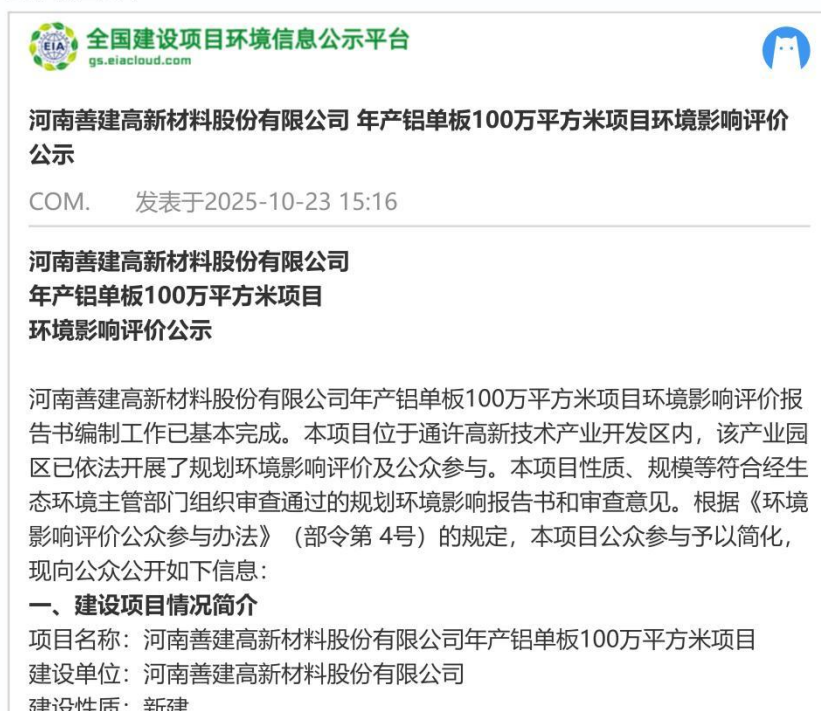 EIA
全国建设项目环境信息公示平台
gs.eiacloud.com
河南善建高新材料股份有限公司 年产铝单板100万平方米项目环境影响评价
公示
COM. 发表于2025-10-23 15:16
河南善建高新材料股份有限公司
年产铝单板100万平方米项目
环境影响评价公示
河南善建高新材料股份有限公司年产铝单板100万平方米项目环境影响评价报
告书编制工作已基本完成。本项目位于通许高新技术产业开发区内，该产业园
区已依法开展了规划环境影响评价及公众参与。本项目性质、规模等符合经生
态环境主管部门组织审查通过的规划环境影响报告书和审查意见。根据《环境
影响评价公众参与办法》（部令第 4号）的规定，本项目公众参与予以简化，
现向公众公开如下信息：
一、建设项目情况简介
项目名称：河南善建高新材料股份有限公司年产铝单板100万平方米项目
建设单位：河南善建高新材料股份有限公司
建设性质：新建